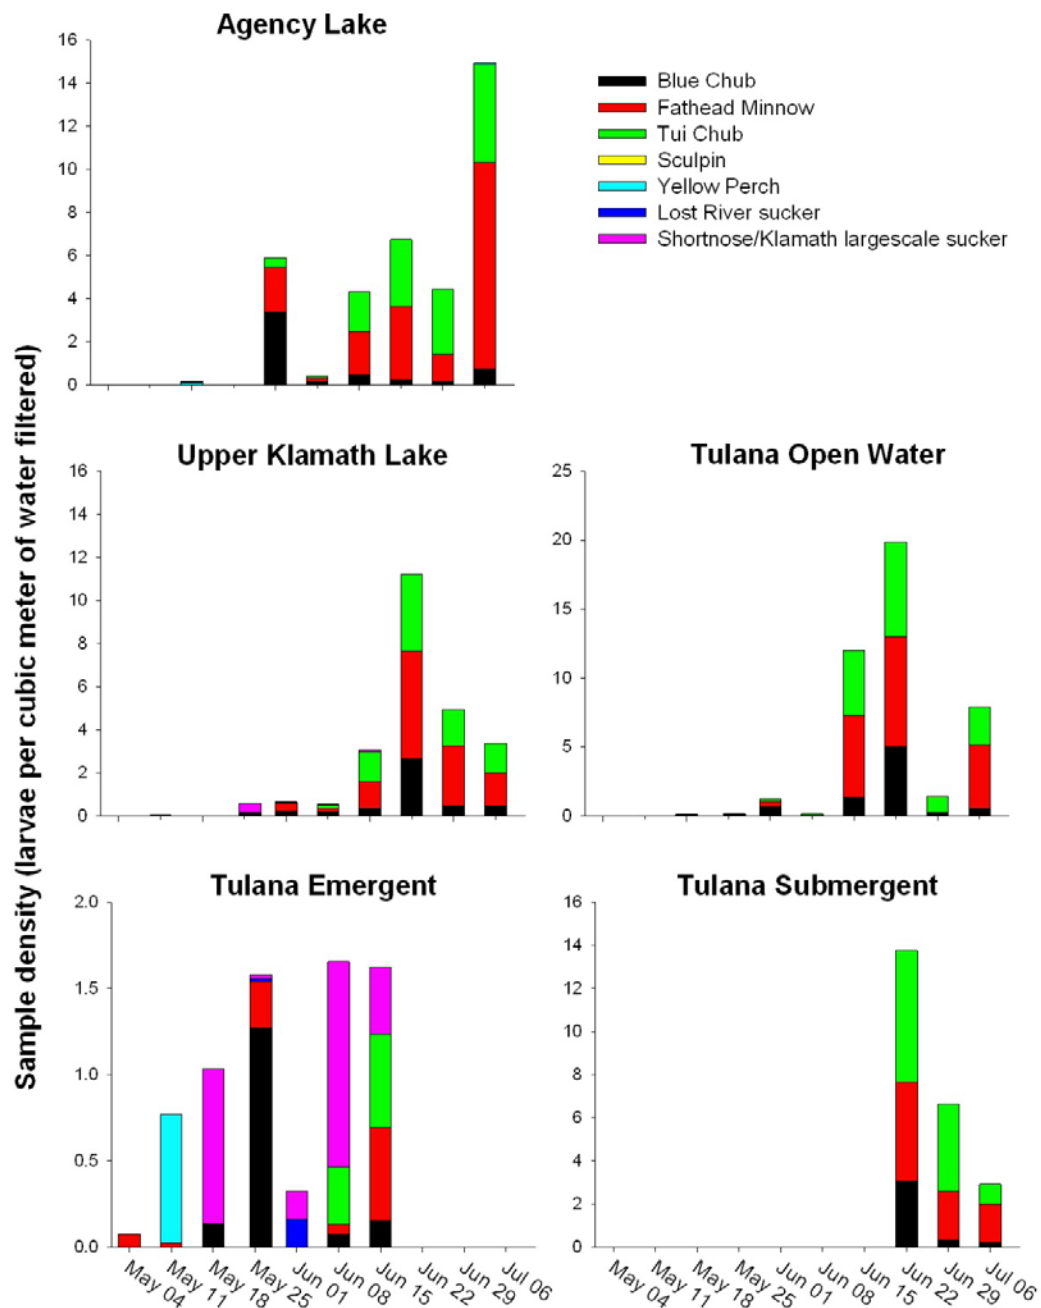 Agency Lake
16
14
12
10
8
6
4
2
0
Blue Chub
Fathead Minnow
Tui Chub
Sculpin
Yellow Perch
Lost River sucker
Shortnose/Klamath largescale sucker
Sample density (larvae per cubic meter of water filtered)
Upper Klamath Lake
16
14
12
10
8
6
4
2
0
Tulana Open Water
25
20
15
10
5
0
Tulana Emergent
2.0
1.5
1.0
0.5
0.0
May 04
May 11
May 18
May 25
Jun 01
Jun 08
Jun 15
Jun 22
Jun 29
Jul 06
Tulana Submergent
16
14
12
10
8
6
4
2
0
May 04
May 11
May 18
May 25
Jun 01
Jun 08
Jun 15
Jun 22
Jun 29
Jul 06